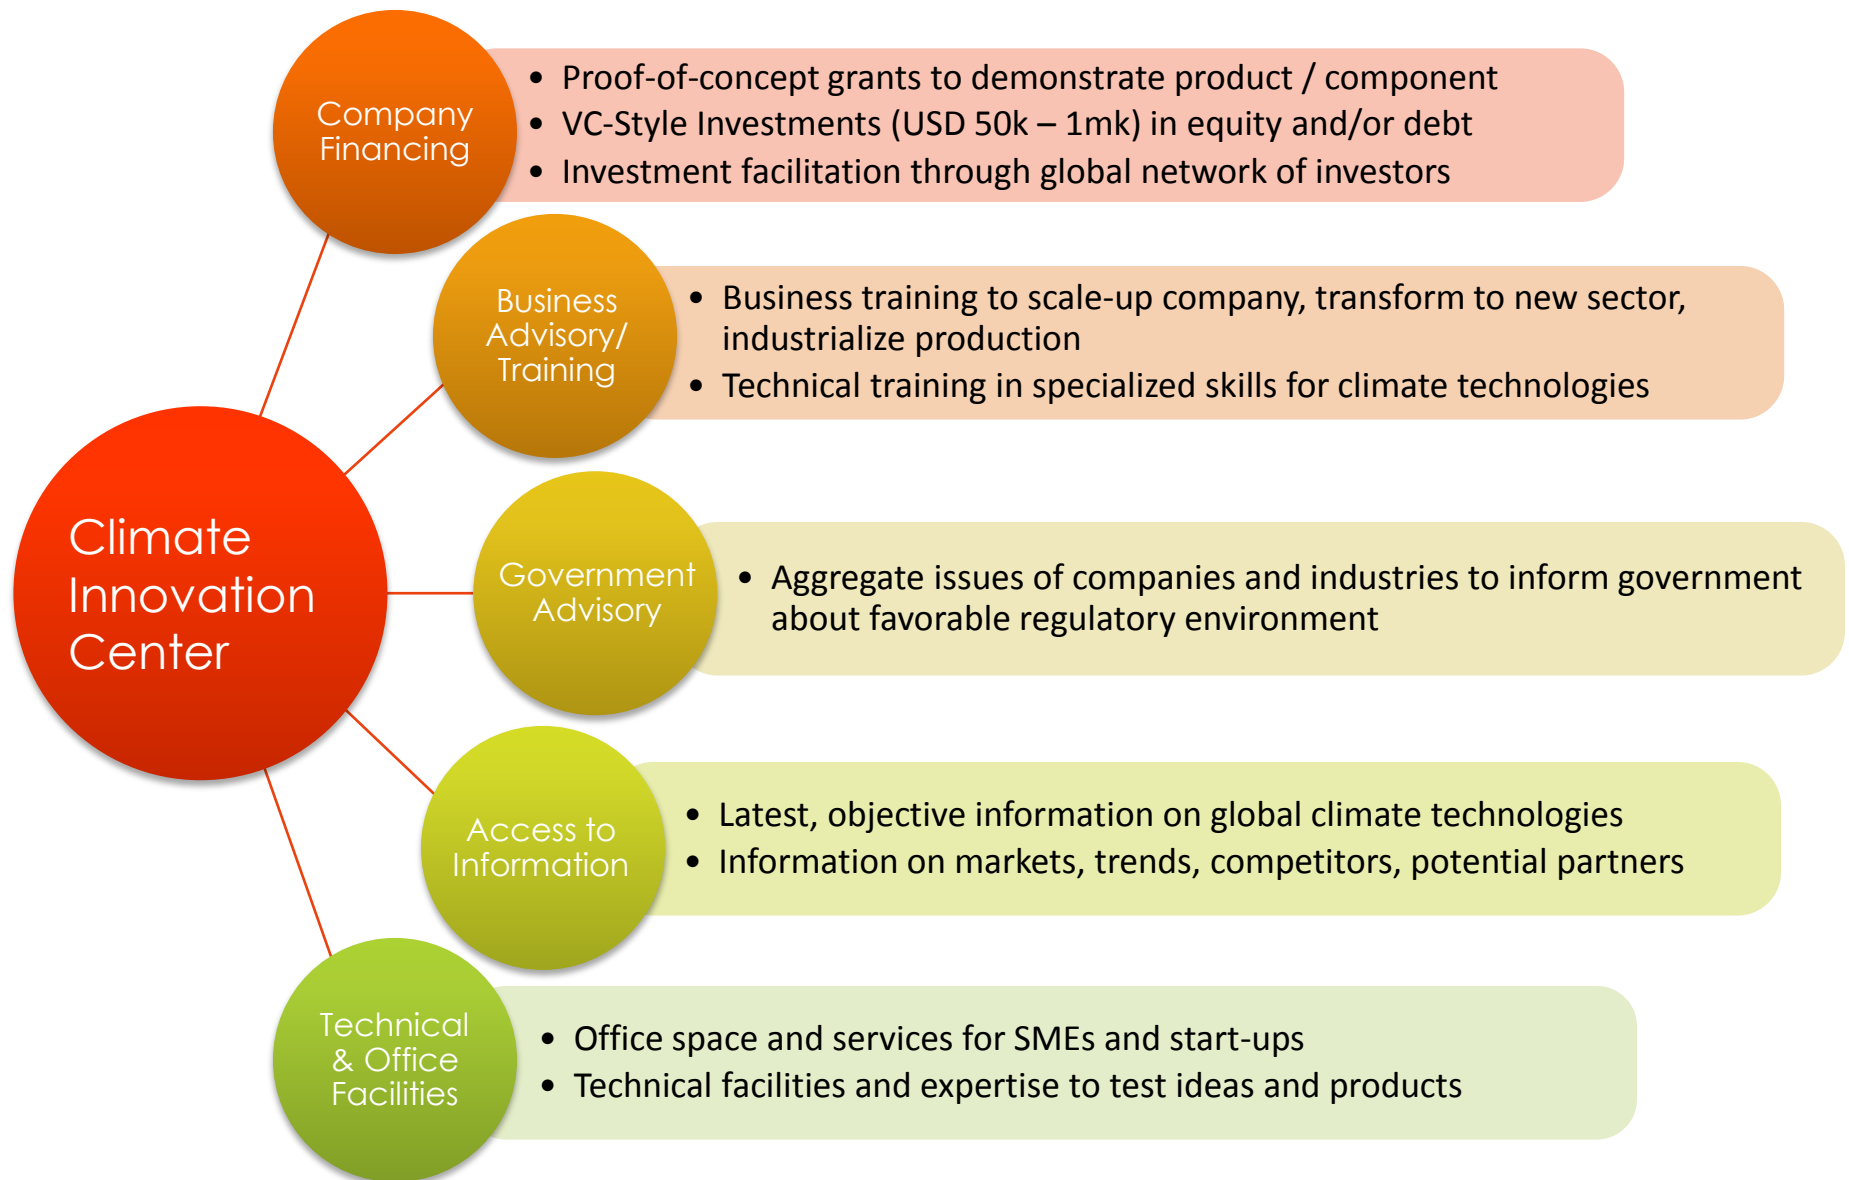 Company
Financing
• Proof-of-concept grants to demonstrate product / component
• VC-Style Investments (USD 50k – 1mk) in equity and/or debt
• Investment facilitation through global network of investors
Business
Advisory/
Training
• Business training to scale-up company, transform to new sector,
industrialize production
• Technical training in specialized skills for climate technologies
Climate
Innovation
Center
Government
Advisory
• Aggregate issues of companies and industries to inform government
about favorable regulatory environment
Access to
Information
• Latest, objective information on global climate technologies
• Information on markets, trends, competitors, potential partners
Technical
& Office
Facilities
• Office space and services for SMEs and start-ups
• Technical facilities and expertise to test ideas and products